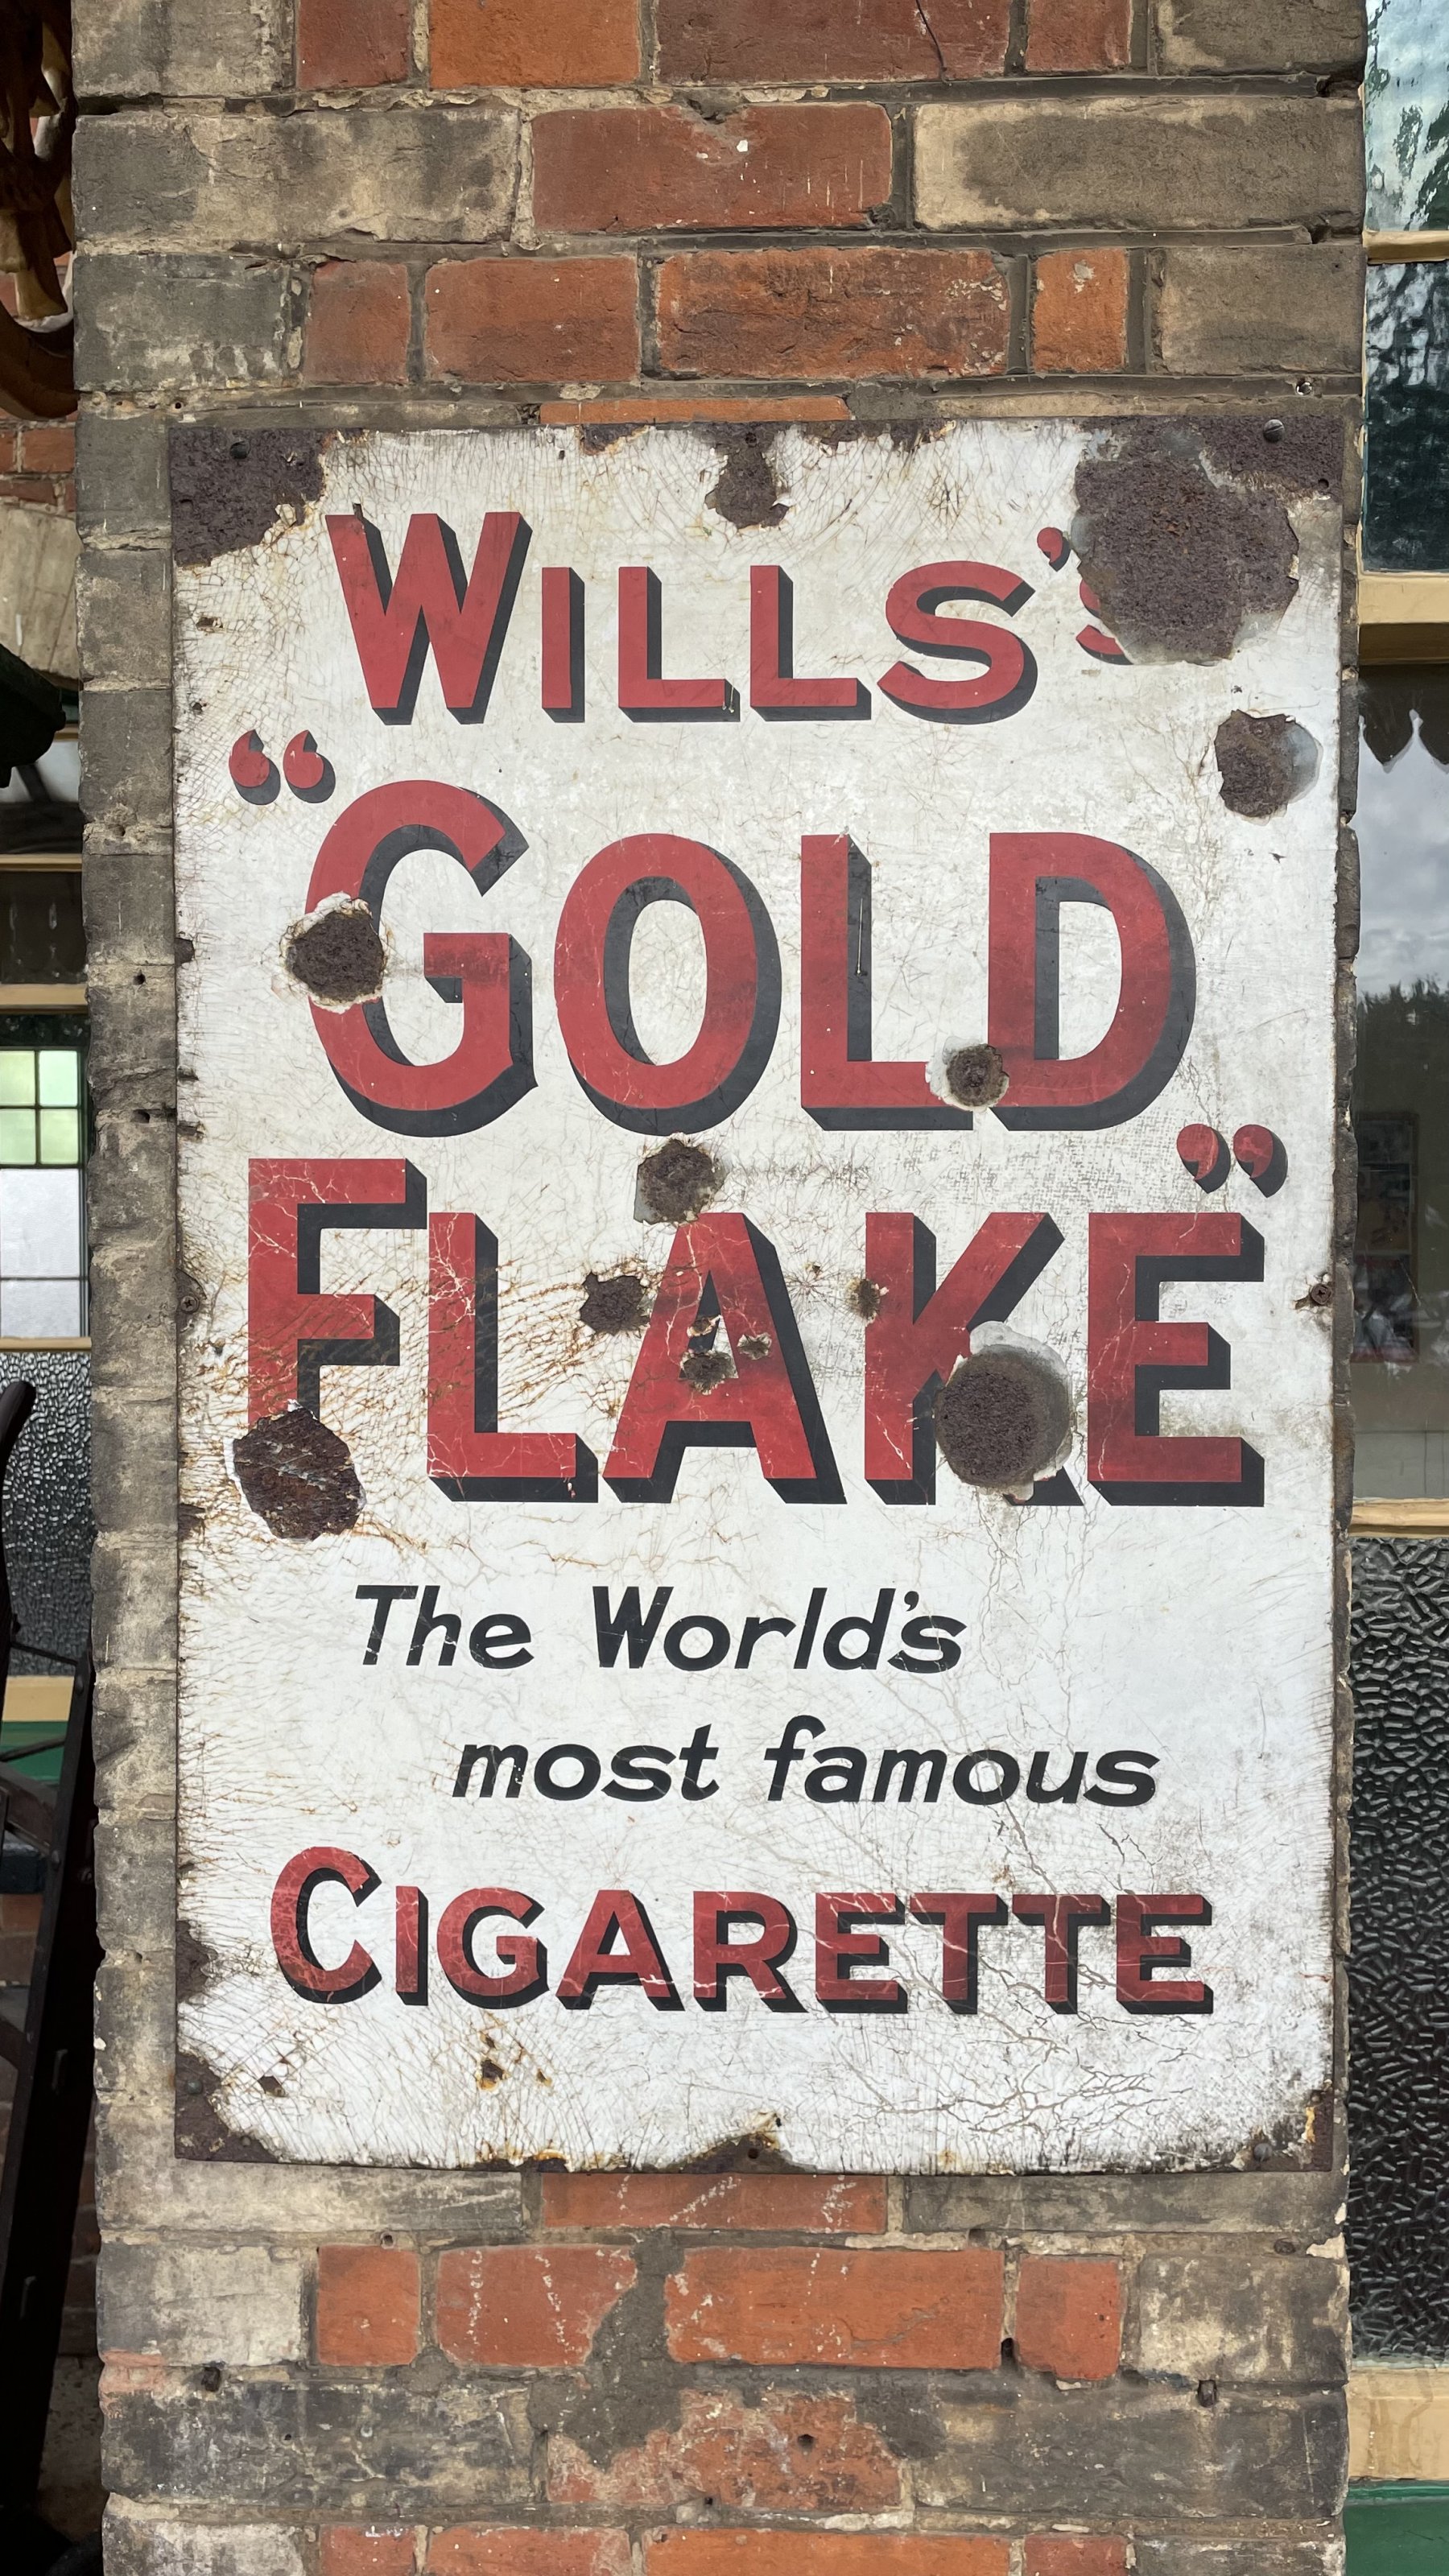 WILLS'S
“GOLD
FLAKE”
The World's
most famous
CIGARETTE